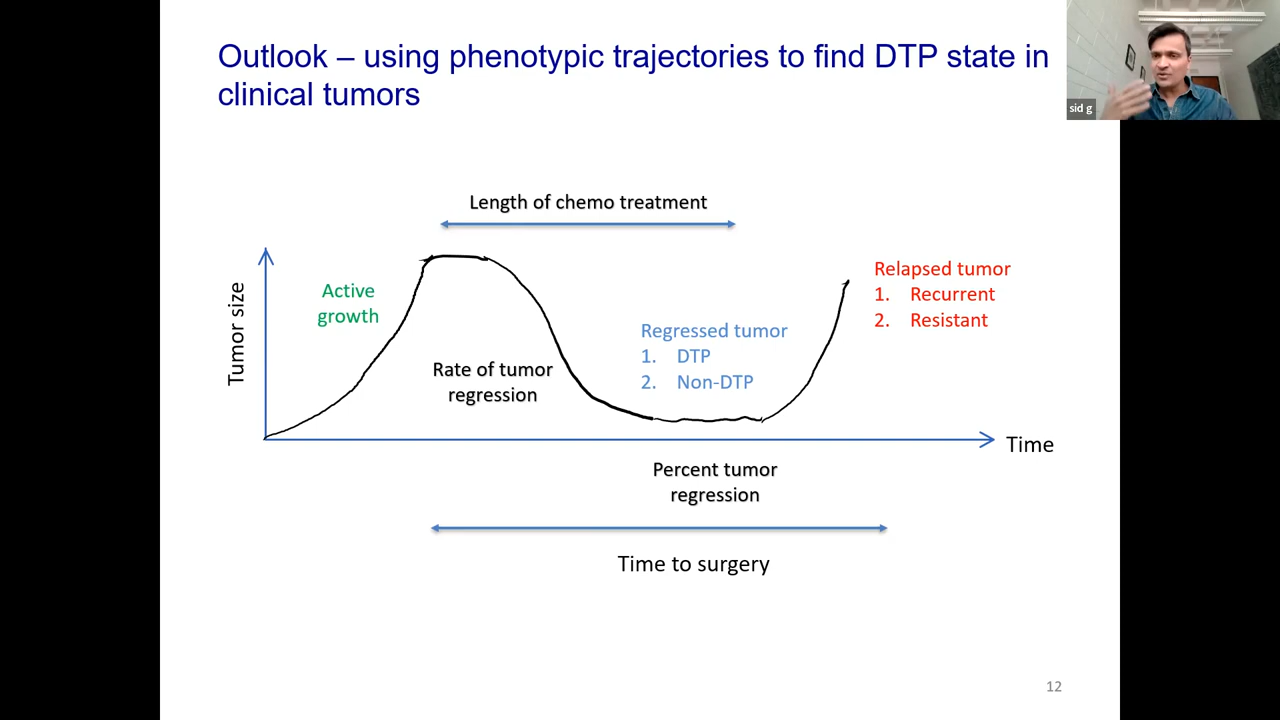 Outlook – using phenotypic trajectories to find DTP state in
clinical tumors
sid g
Length of chemo treatment
Tumor size
Active
growth
Rate of tumor
regression
Regressed tumor
1. DTP
2. Non-DTP
Relapsed tumor
1. Recurrent
2. Resistant
Time
Percent tumor
regression
Time to surgery
12